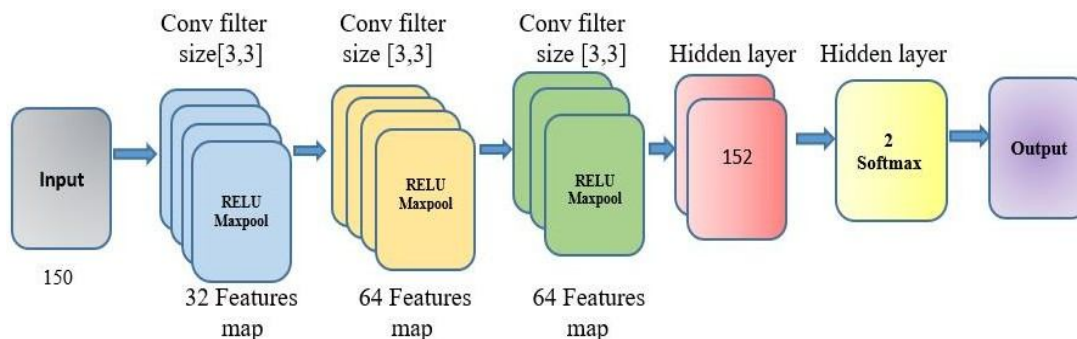 Conv filter
size[3,3]
Conv filter
size [3,3]
Conv filter
size [3,3]
Hidden layer
Hidden layer
Input
RELU
Maxpool
RELU
Maxpool
RELU
Maxpool
152
2
Softmax
Output
150
32 Features
map
64 Features
map
64 Features
map